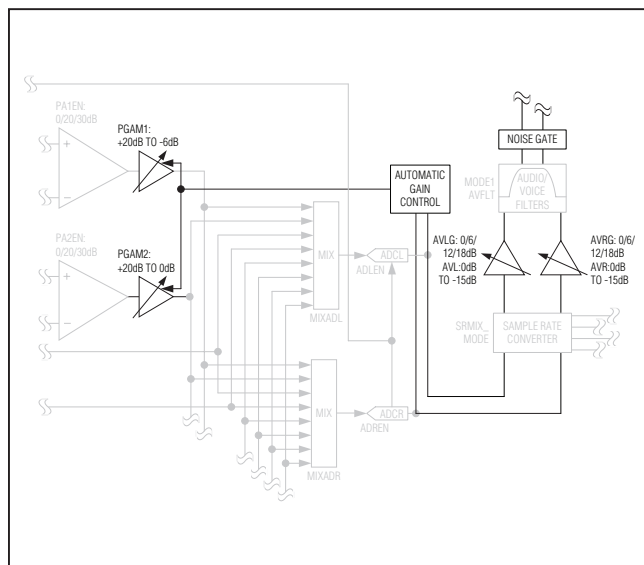 PA1EN:
0/20/30dB
PGAM1:
+20dB TO -6dB
+
−
PA2EN:
0/20/30dB
PGAM2:
+20dB TO 0dB
+
−
AUTOMATIC
GAIN
CONTROL
MIX
MIXADL
ADCL
ADLEN
MIX
MIXADR
ADCR
ADREN
NOISE GATE
MODE1
AVFLT
AUDIO/
VOICE
FILTERS
AVLG: 0/6/
12/18dB
AVL:0dB
TO -15dB
AVRG: 0/6/
12/18dB
AVR:0dB
TO -15dB
SRMIX_
MODE
SAMPLE RATE
CONVERTER